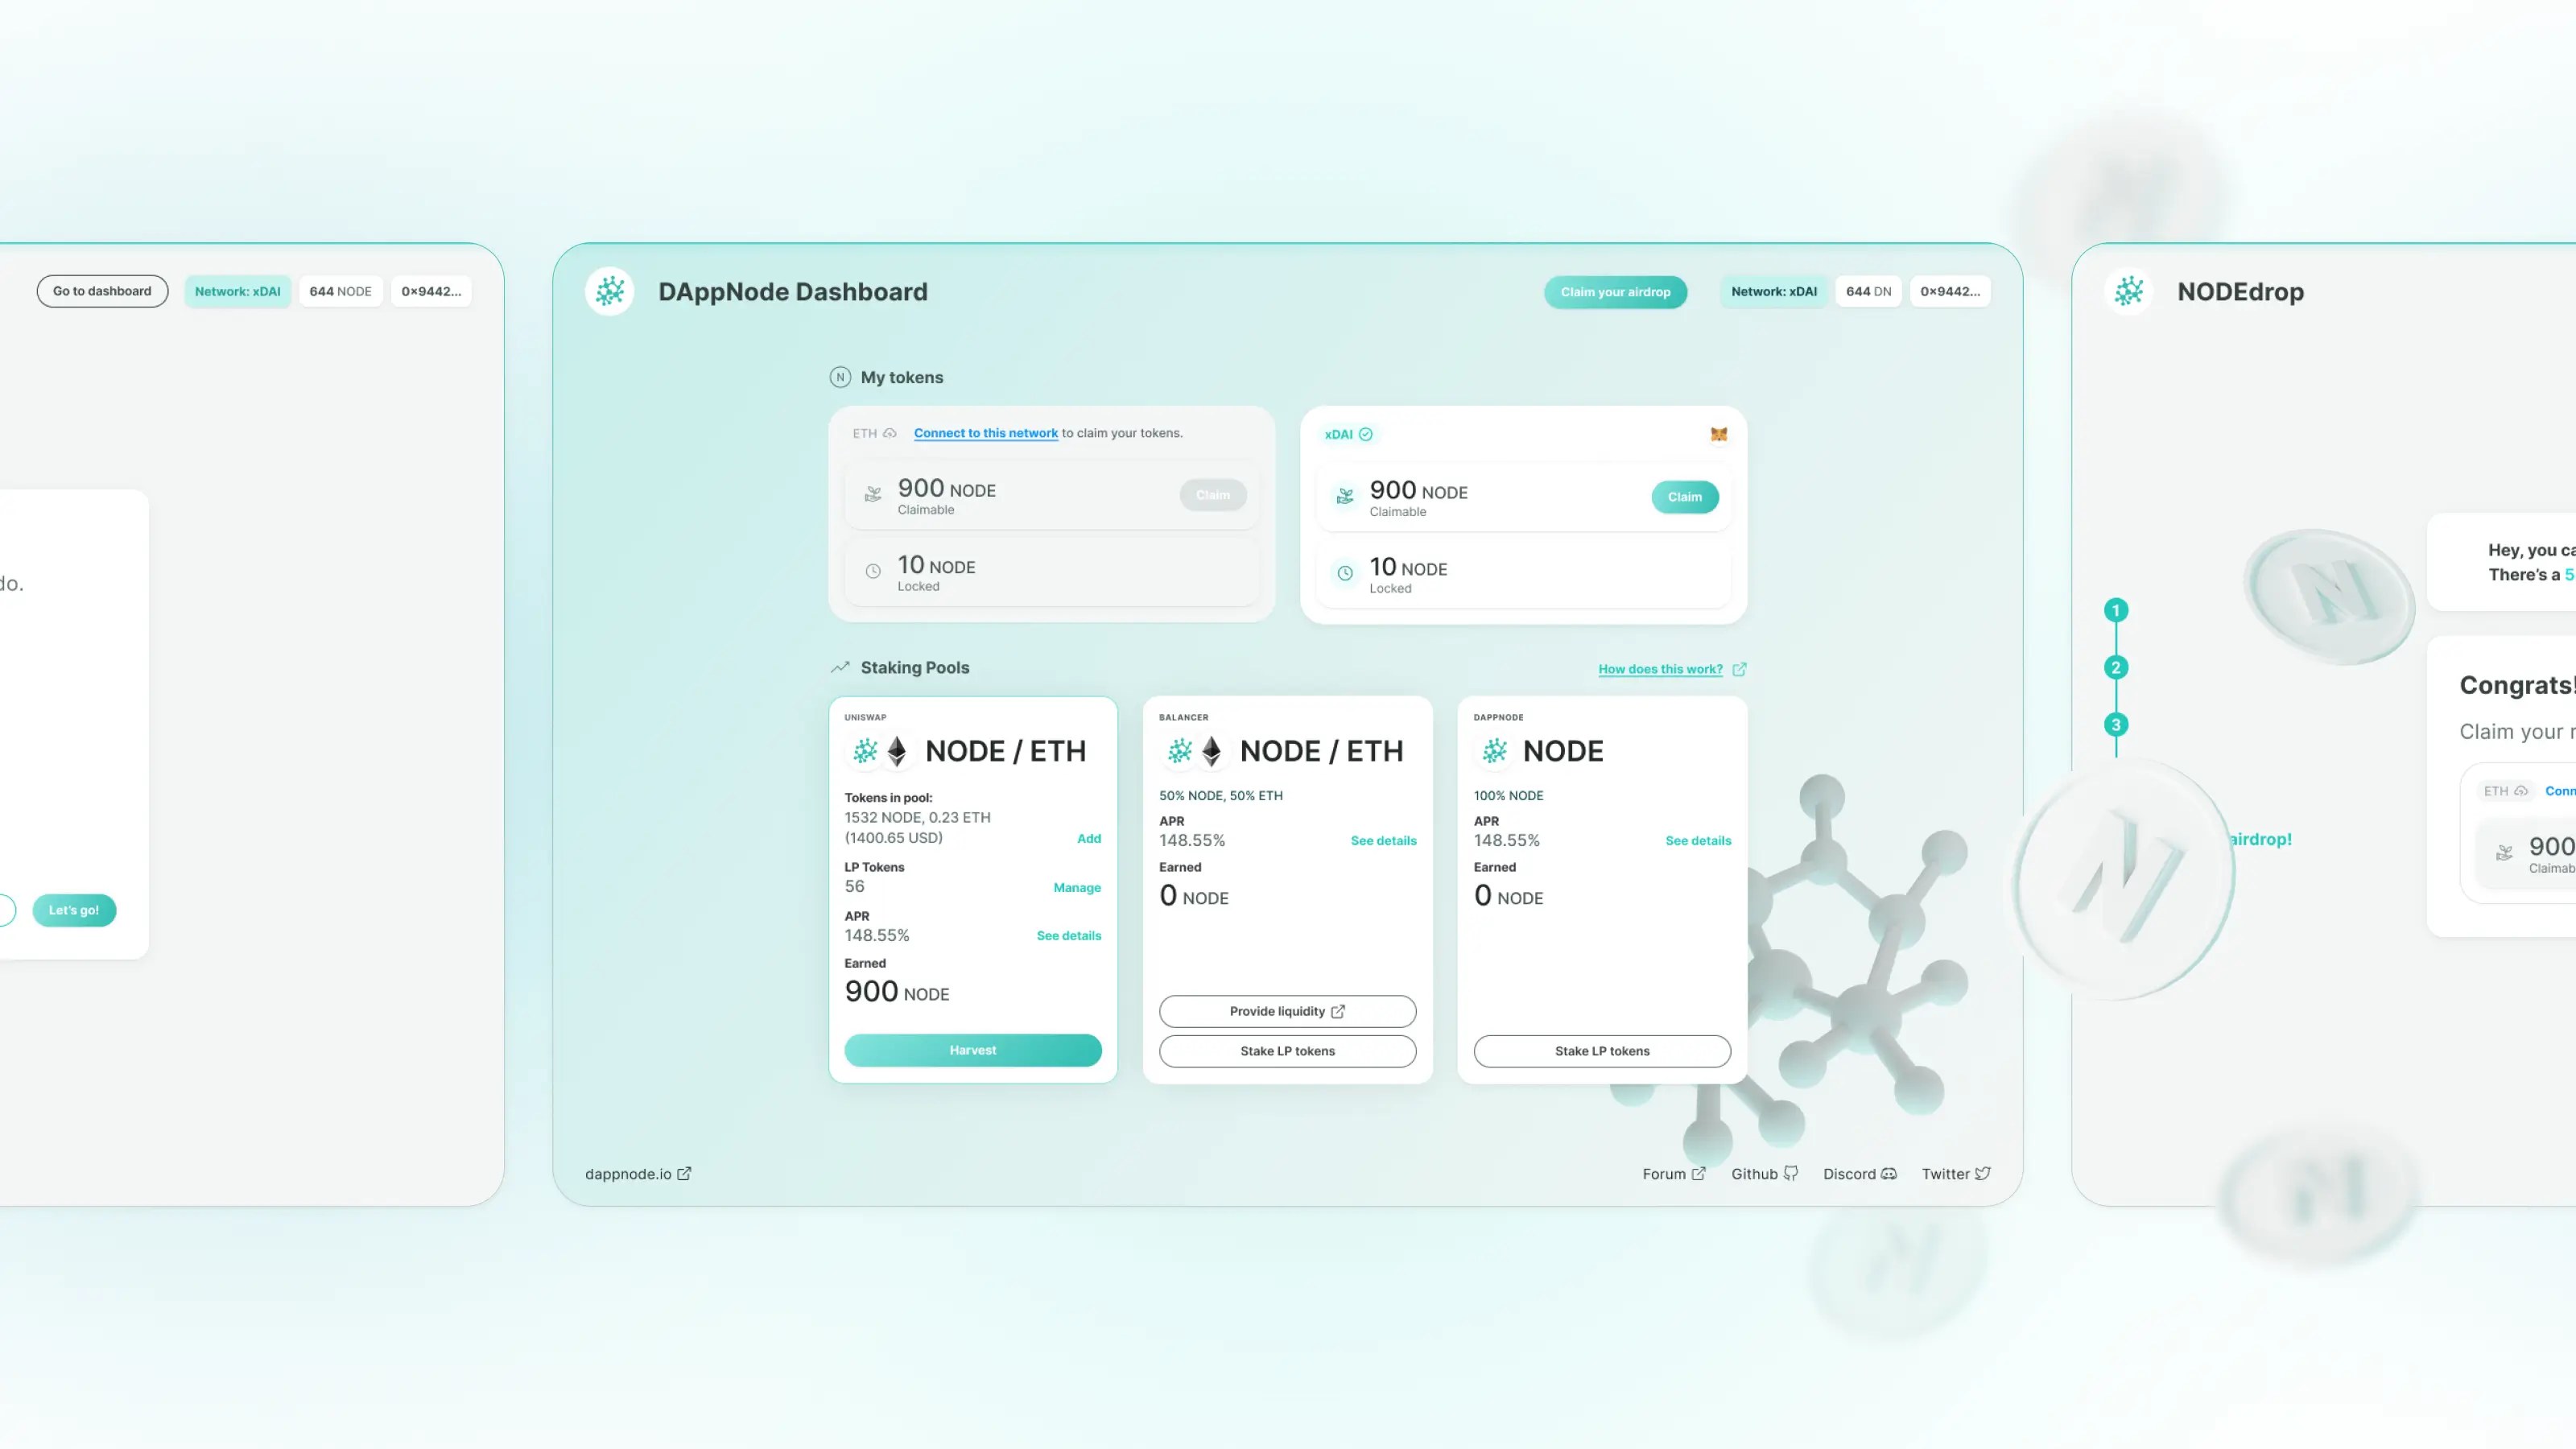 Go to dashboard
Network: xDAI
644 NODE
0×9442...
do.
Let's go!
DAppNode Dashboard
Claim your airdrop
Network: xDAI
644 DN
0×9442...
N My tokens
ETH Connect to this network to claim your tokens.
900 NODE
Claimable
Claim
10 NODE
Locked
xDAI
900 NODE
Claimable
Claim
10 NODE
Locked
Staking Pools
How does this work?
UNISWAP
NODE / ETH
Tokens in pool:
1532 NODE, 0.23 ETH
(1400.65 USD)
Add
LP Tokens
56
Manage
APR
148.55%
See details
Earned
900 NODE
Harvest
BALANCER
NODE / ETH
50% NODE, 50% ETH
APR
148.55%
See details
Earned
0 NODE
Provide liquidity
Stake LP tokens
DAPPNODE
NODE
100% NODE
APR
148.55%
See details
Earned
0 NODE
Stake LP tokens
dappnode.io
Forum
Github
Discord
Twitter
NODEdrop
1
2
3
airdrop!
N
N
N
N
N
Hey, you ca
There's a 5
Congrats!
Claim your r
ETH Conn
900
Claimab